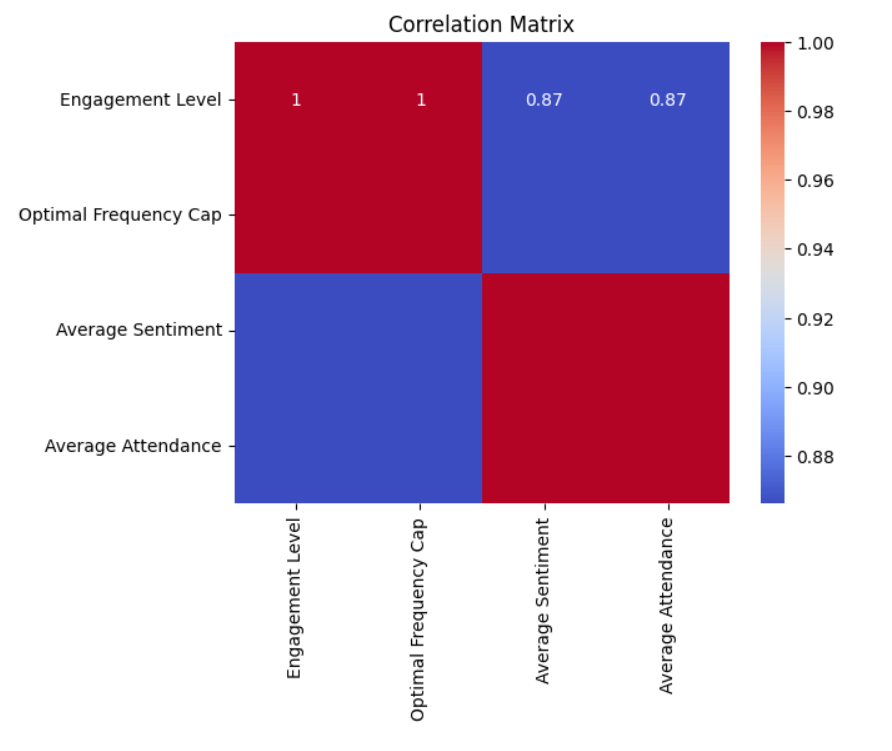 Correlation Matrix
Engagement Level
1 1 0.87 0.87
Optimal Frequency Cap
Average Sentiment
Average Attendance
Engagement Level
Optimal Frequency Cap
Average Sentiment
Average Attendance
1.00
0.98
0.96
0.94
0.92
0.90
0.88